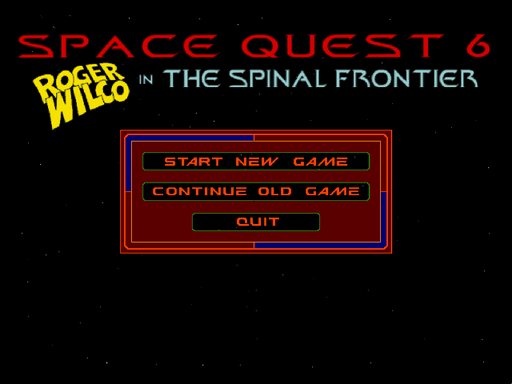 SPACE QUEST 6
ROGER WILCO IN THE SPINAL FRONTIER
START NEW GAME
CONTINUE OLD GAME
QUIT